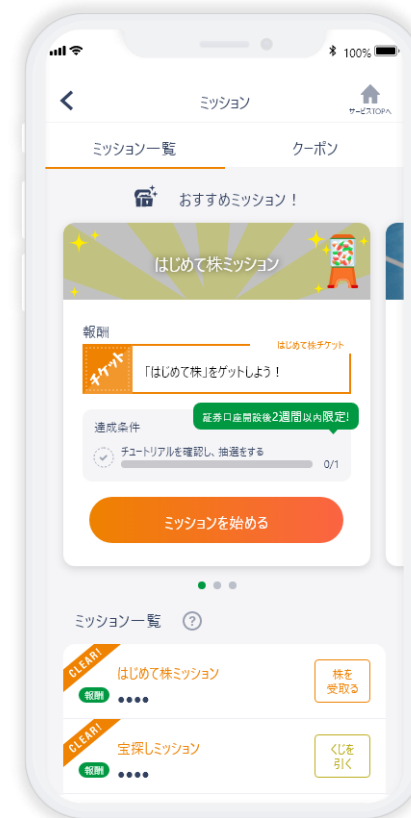 100%
ミッション
サービスTOPへ
ミッション一覧
クーポン
おすすめミッション！
はじめて株ミッション
報酬
はじめて株チケット
チケット
「はじめて株」をゲットしよう！
証券口座開設後2週間以内限定!
達成条件
チュートリアルを確認し、抽選をする
0/1
ミッションを始める
ミッション一覧 ?
CLEAR!
はじめて株ミッション
報酬 ●●●●
株を
受取る
CLEAR!
宝探しミッション
報酬 ●●●●
くじを
引く